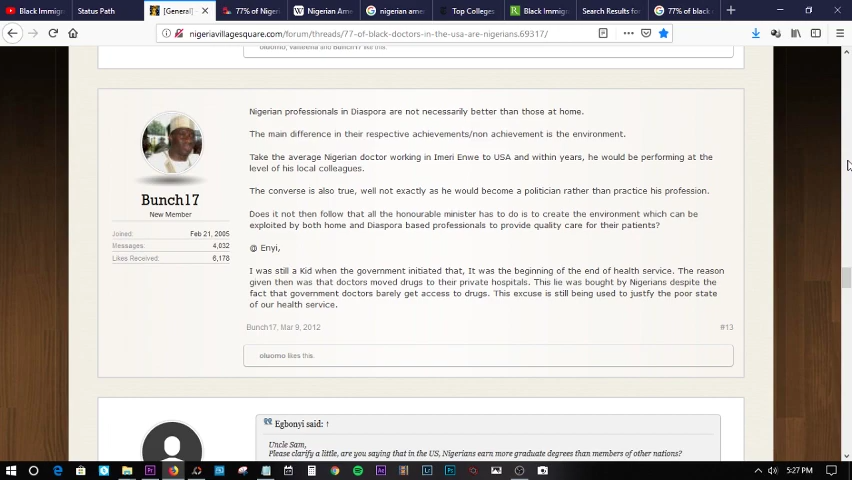 Black Immig
Status Path
[General]
77% of Nigeri
Nigerian Ame
nigerian amer
Top Colleges
Black Immig
Search Results for
77% of black
nigeriavillagesquare.com/forum/threads/77-of-black-doctors-in-the-usa-are-nigerians.69317/
oluomo, valteena and Bunch17 like this.
Nigerian professionals in Diaspora are not necessarily better than those at home.
The main difference in their respective achievements/non achievement is the environment.
Take the average Nigerian doctor working in Imeri Enwe to USA and within years, he would be performing at the
level of his local colleagues.
The converse is also true, well not exactly as he would become a politician rather than practice his profession.
Does it not then follow that all the honourable minister has to do is to create the environment which can be
exploited by both home and Diaspora based professionals to provide quality care for their patients?
@ Enyi,
I was still a Kid when the government initiated that, It was the beginning of the end of health service. The reason
given then was that doctors moved drugs to their private hospitals. This lie was bought by Nigerians despite the
fact that government doctors barely get access to drugs. This excuse is still being used to justfy the poor state
of our health service.
Bunch17
New Member
Joined: Feb 21, 2005
Messages: 4,032
Likes Received: 6,178
Bunch17, Mar 9, 2012 #13
oluomo likes this.
Egbonyi said: ↑
Uncle Sam,
Please clarify a little, are you saying that in the US, Nigerians earn more graduate degrees than members of other nations?
5:27 PM